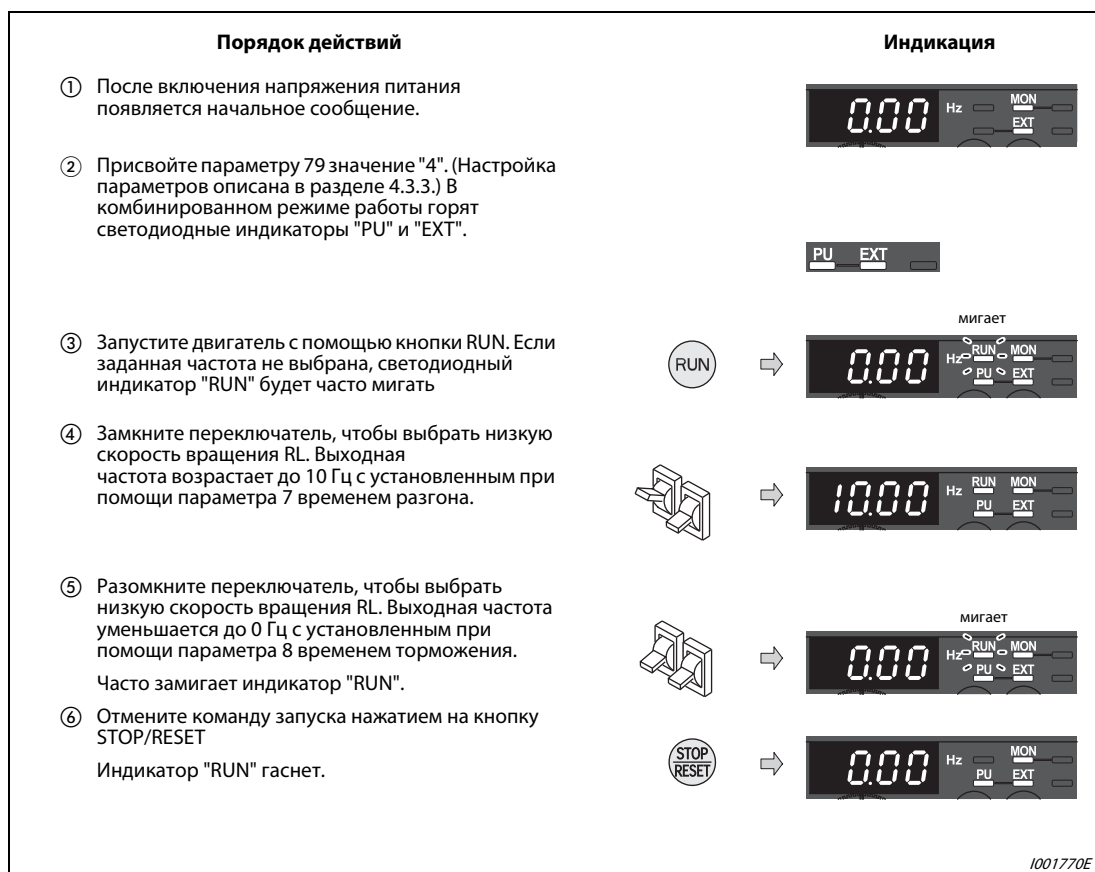 Порядок действий
Индикация
① После включения напряжения питания
появляется начальное сообщение.
0.00 Hz MON
EXT
② Присвойте параметру 79 значение "4". (Настройка
параметров описана в разделе 4.3.3.) В
комбинированном режиме работы горят
светодиодные индикаторы "PU" и "EXT".
PU EXT
③ Запустите двигатель с помощью кнопки RUN. Если
заданная частота не выбрана, светодиодный
индикатор "RUN" будет часто мигать
RUN
мигает
0.00 Hz RUN MON
PU EXT
④ Замкните переключатель, чтобы выбрать низкую
скорость вращения RL. Выходная
частота возрастает до 10 Гц с установленным при
помощи параметра 7 временем разгона.
10.00 Hz RUN MON
PU EXT
⑤ Разомкните переключатель, чтобы выбрать
низкую скорость вращения RL. Выходная частота
уменьшается до 0 Гц с установленным при
помощи параметра 8 временем торможения.
Часто замигает индикатор "RUN".
мигает
0.00 Hz RUN MON
PU EXT
⑥ Отмените команду запуска нажатием на кнопку
STOP/RESET
Индикатор "RUN" гаснет.
STOP
RESET
0.00 Hz MON
PU EXT
I001770E